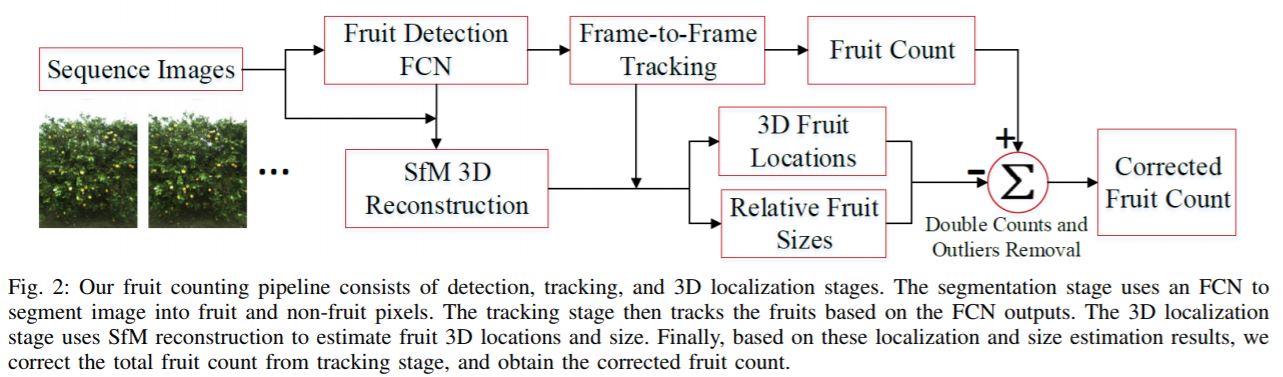 Sequence Images
Fruit Detection
FCN
Frame-to-Frame
Tracking
Fruit Count
...
SfM 3D
Reconstruction
3D Fruit
Locations
Relative Fruit
Sizes
+
-
Σ
Double Counts and
Outliers Removal
Corrected
Fruit Count
Fig. 2: Our fruit counting pipeline consists of detection, tracking, and 3D localization stages. The segmentation stage uses an FCN to
segment image into fruit and non-fruit pixels. The tracking stage then tracks the fruits based on the FCN outputs. The 3D localization
stage uses SfM reconstruction to estimate fruit 3D locations and size. Finally, based on these localization and size estimation results, we
correct the total fruit count from tracking stage, and obtain the corrected fruit count.